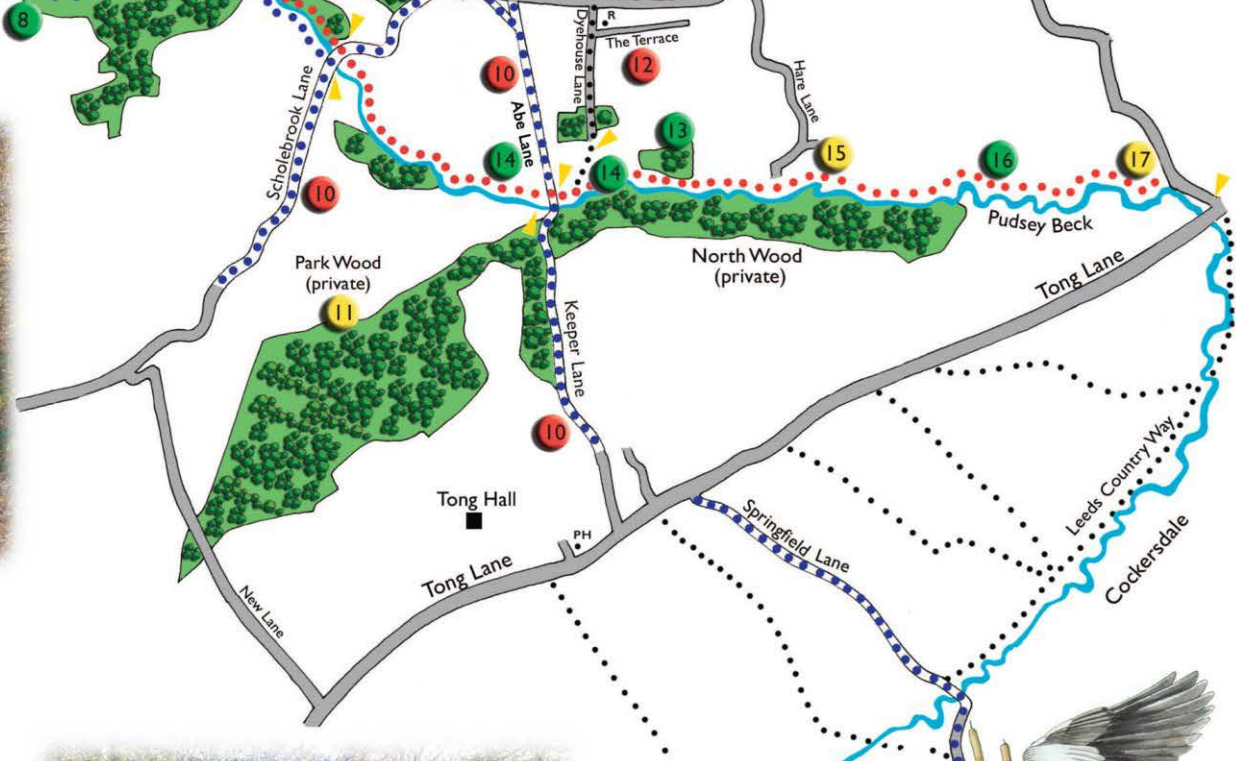 8
R
Dyehouse Lane
The Terrace
12
10
Abe Lane
Hare Lane
Scholebrook Lane
13
14
14
15
16
17
10
Pudsey Beck
North Wood
(private)
Park Wood
(private)
11
Tong Lane
Keeper Lane
10
Leeds Country Way
Tong Hall
Springfield Lane
PH
Cockersdale
Tong Lane
New Lane